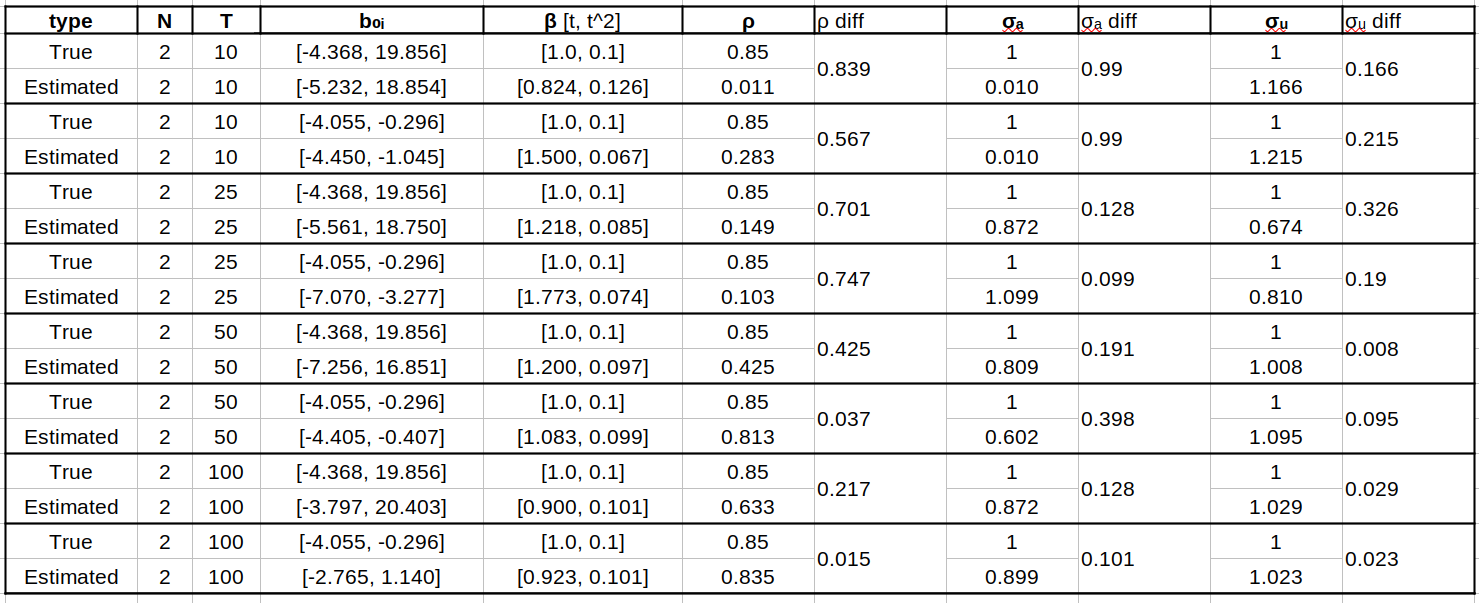 type N T b₀ᵢ β [t, t^2] ρ ρ diff σₐ σₐ diff σᵤ σᵤ diff
True 2 10 [-4.368, 19.856] [1.0, 0.1] 0.85 1 1
0.839 0.99 0.166
Estimated 2 10 [-5.232, 18.854] [0.824, 0.126] 0.011 0.010 1.166
True 2 10 [-4.055, -0.296] [1.0, 0.1] 0.85 1 1
0.567 0.99 0.215
Estimated 2 10 [-4.450, -1.045] [1.500, 0.067] 0.283 0.010 1.215
True 2 25 [-4.368, 19.856] [1.0, 0.1] 0.85 1 1
0.701 0.128 0.326
Estimated 2 25 [-5.561, 18.750] [1.218, 0.085] 0.149 0.872 0.674
True 2 25 [-4.055, -0.296] [1.0, 0.1] 0.85 1 1
0.747 0.099 0.19
Estimated 2 25 [-7.070, -3.277] [1.773, 0.074] 0.103 1.099 0.810
True 2 50 [-4.368, 19.856] [1.0, 0.1] 0.85 1 1
0.425 0.191 0.008
Estimated 2 50 [-7.256, 16.851] [1.200, 0.097] 0.425 0.809 1.008
True 2 50 [-4.055, -0.296] [1.0, 0.1] 0.85 1 1
0.037 0.398 0.095
Estimated 2 50 [-4.405, -0.407] [1.083, 0.099] 0.813 0.602 1.095
True 2 100 [-4.368, 19.856] [1.0, 0.1] 0.85 1 1
0.217 0.128 0.029
Estimated 2 100 [-3.797, 20.403] [0.900, 0.101] 0.633 0.872 1.029
True 2 100 [-4.055, -0.296] [1.0, 0.1] 0.85 1 1
0.015 0.101 0.023
Estimated 2 100 [-2.765, 1.140] [0.923, 0.101] 0.835 0.899 1.023